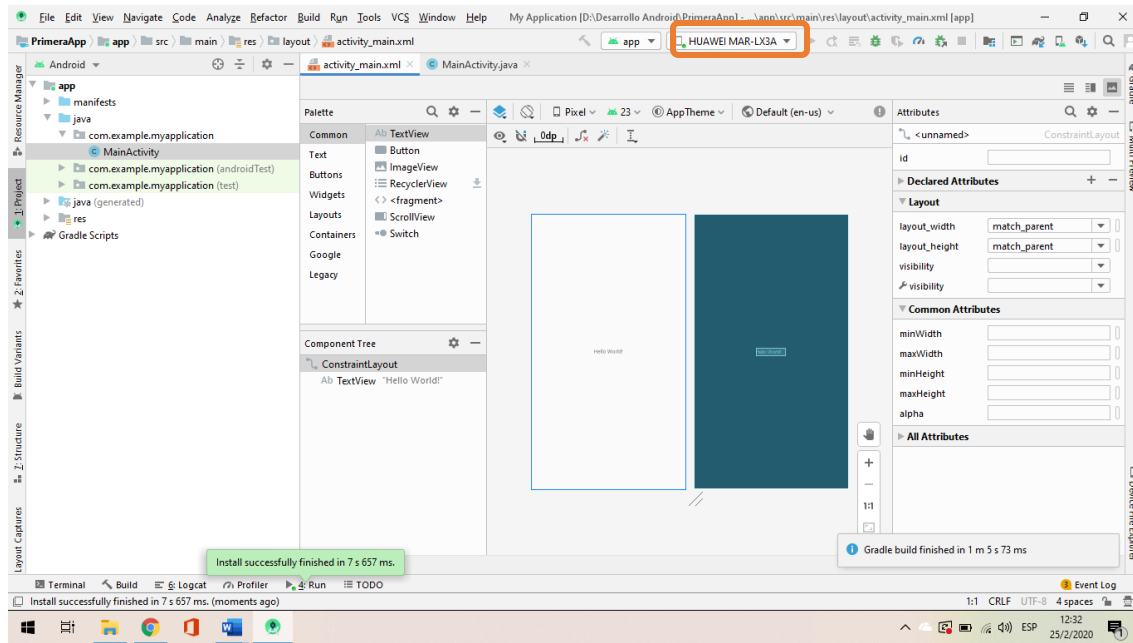 File Edit View Navigate Code Analyze Refactor Build Run Tools VCS Window Help My Application [D:\Desarrollo Android\PrimeraApp] - ...\app\src\main\res\layout\activity_main.xml [app]
PrimeraApp app src main res layout activity_main.xml app HUAWEI MAR-LX3A
Android activity_main.xml MainActivity.java
app
manifests
java
com.example.myapplication
MainActivity
com.example.myapplication (androidTest)
com.example.myapplication (test)
java (generated)
res
Gradle Scripts
Resource Manager
1: Project
2: Favorites
Build Variants
7: Structure
Layout Captures
Palette
Common
Text
Buttons
Widgets
Layouts
Containers
Google
Legacy
Ab TextView
Button
ImageView
RecyclerView
<> <fragment>
ScrollView
Switch
Component Tree
ConstraintLayout
Ab TextView "Hello World!"
Pixel 23 AppTheme Default (en-us)
0dp
Hello World!
Hello World!
1:1
Attributes
<unnamed> ConstraintLayout
id
Declared Attributes
Layout
layout_width match_parent
layout_height match_parent
visibility
visibility
Common Attributes
minWidth
maxWidth
minHeight
maxHeight
alpha
All Attributes
Gradle
Install successfully finished in 7 s 657 ms.
Gradle build finished in 1 m 5 s 73 ms
Terminal Build 6: Logcat Profiler 4: Run TODO 3 Event Log
Install successfully finished in 7 s 657 ms. (moments ago) 1:1 CRLF UTF-8 4 spaces
ESP 12:32
25/2/2020 1